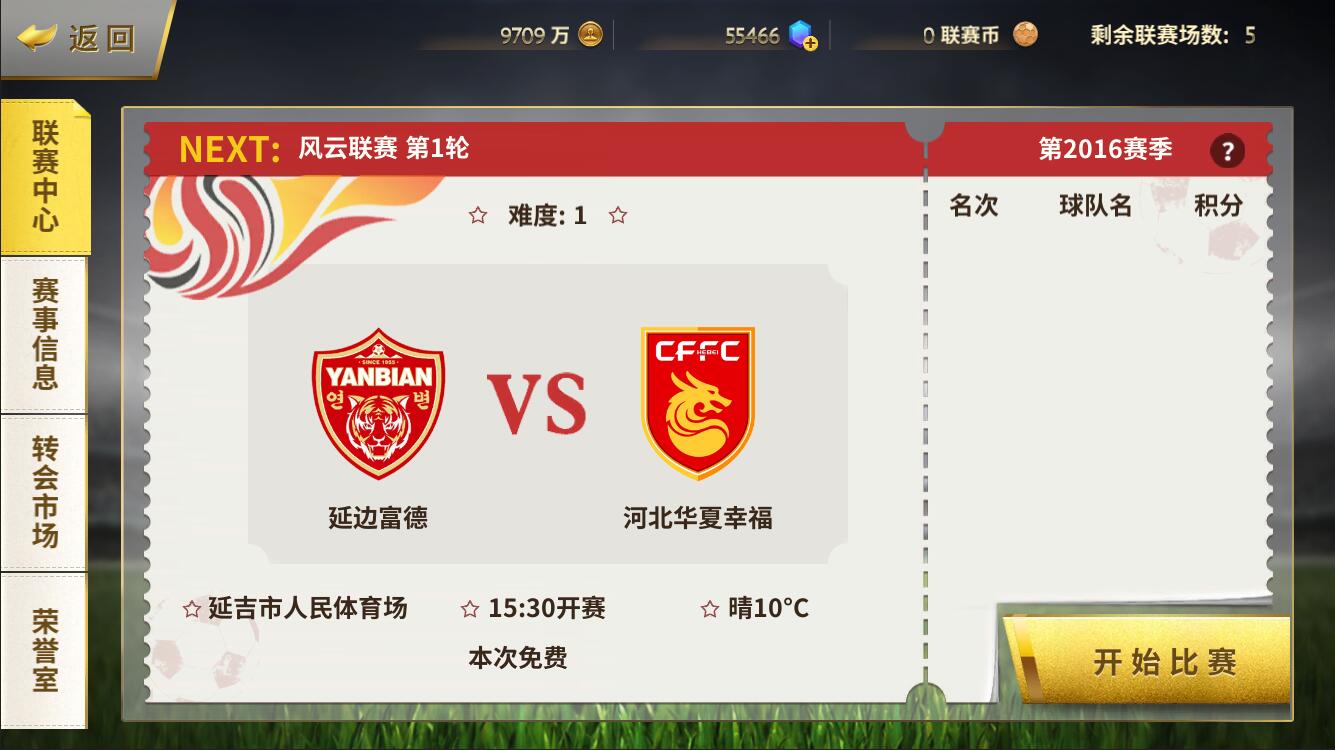 返回
9709 万
55466
0 联赛币
剩余联赛场数: 5
联赛中心
赛事信息
转会市场
荣誉室
NEXT: 风云联赛 第1轮
第2016赛季 ?
难度: 1
名次 球队名 积分
SINCE 1955
YANBIAN
연 변
VS
CFFC
HEBEI
延边富德
河北华夏幸福
延吉市人民体育场
15:30开赛
晴10°C
本次免费
开始比赛